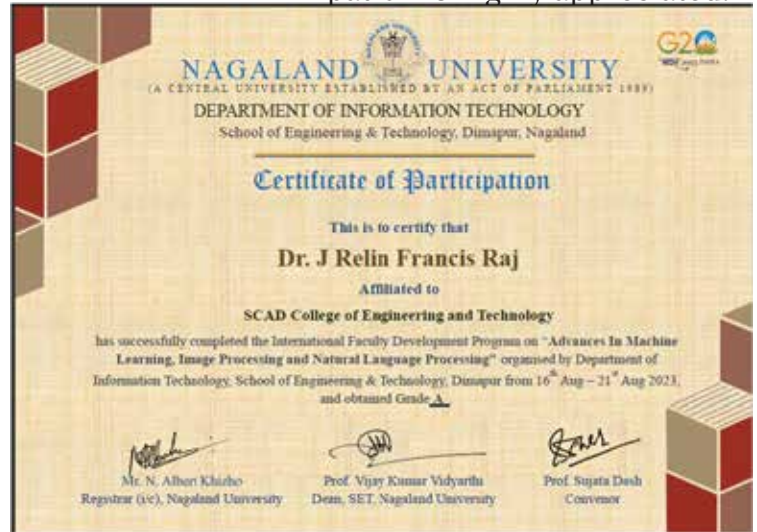 NAGALAND UNIVERSITY
(A CENTRAL UNIVERSITY ESTABLISHED BY AN ACT OF PARLIAMENT 1989)
DEPARTMENT OF INFORMATION TECHNOLOGY
School of Engineering & Technology, Dimapur, Nagaland
Certificate of Participation
This is to certify that
Dr. J Relin Francis Raj
Affiliated to
SCAD College of Engineering and Technology
has successfully completed the International Faculty Development Program on "Advances In Machine
Learning, Image Processing and Natural Language Processing" organised by Department of
Information Technology, School of Engineering & Technology, Dimapur from 16th Aug – 21st Aug 2023,
and obtained Grade A
Mr. N. Albert Khizho
Registrar (i/c), Nagaland University
Prof. Vijay Kumar Vidyarthi
Dean, SET, Nagaland University
Prof. Sujata Dash
Convenor
G20